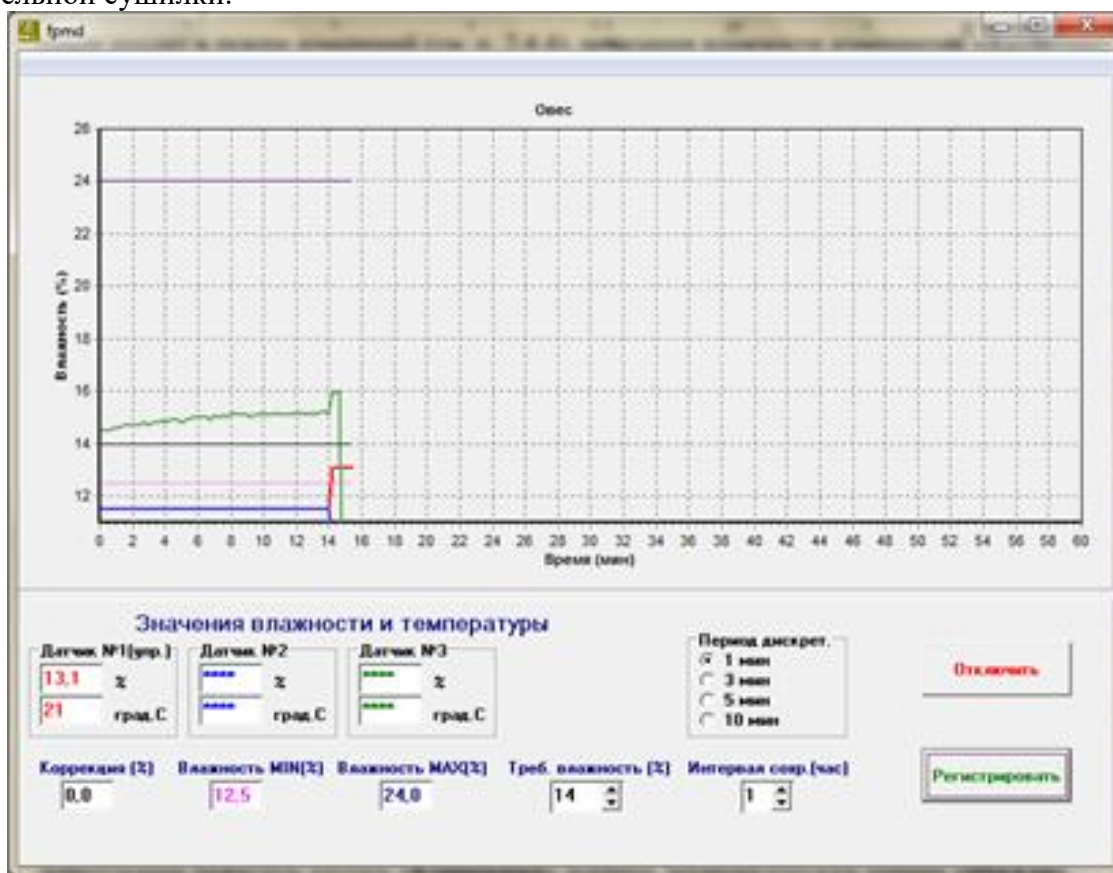 ельной сушилки.
fpmd
Овес
Влажность (%)
26
24
22
20
18
16
14
12
0 2 4 6 8 10 12 14 16 18 20 22 24 26 28 30 32 34 36 38 40 42 44 46 48 50 52 54 56 58 60
Время (мин)
Значения влажности и температуры
Датчик №1(упр.) Датчик №2 Датчик №3 Период дискрет.
13,1 % **** % **** % 1 мин
3 мин
21 град.С **** град.С **** град.С 5 мин
10 мин
Отключить
Коррекция (%) Влажность MIN(%) Влажность MAX(%) Треб. влажность (%) Интервал сохр.(час)
0,0 12,5 24,0 14 1
Регистрировать